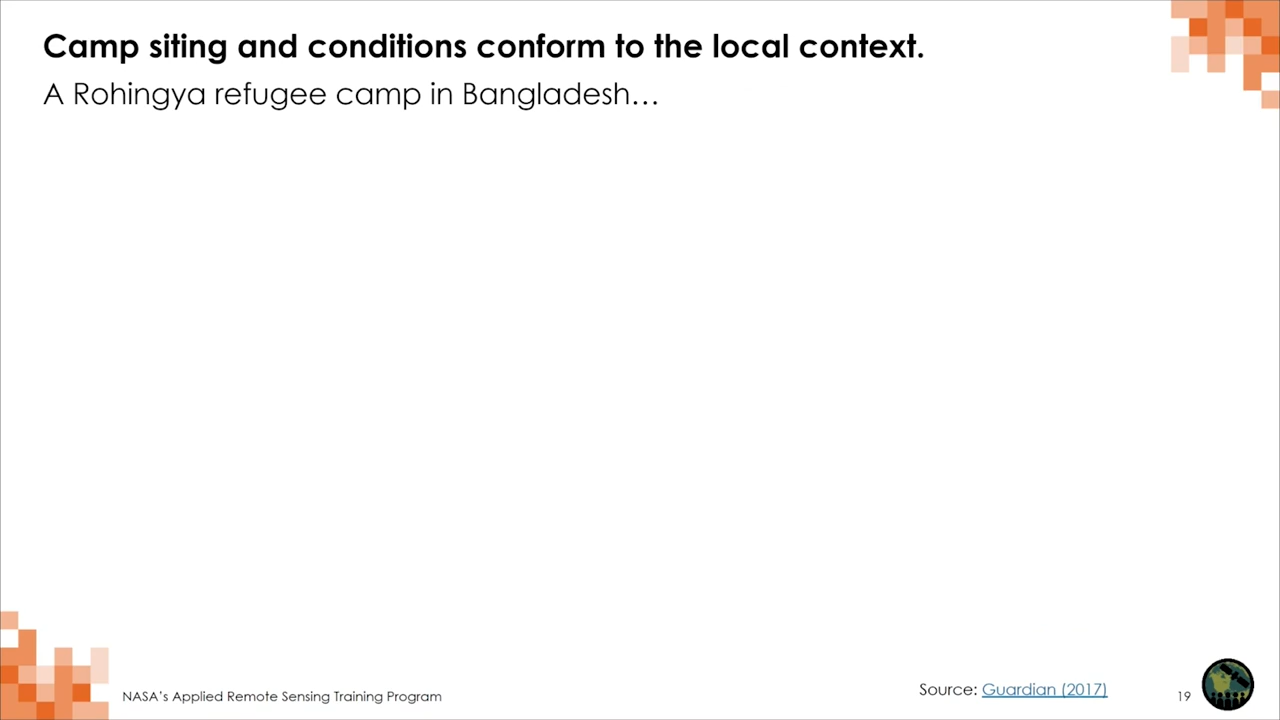 Camp siting and conditions conform to the local context.
A Rohingya refugee camp in Bangladesh…
NASA's Applied Remote Sensing Training Program
Source: Guardian (2017)
19